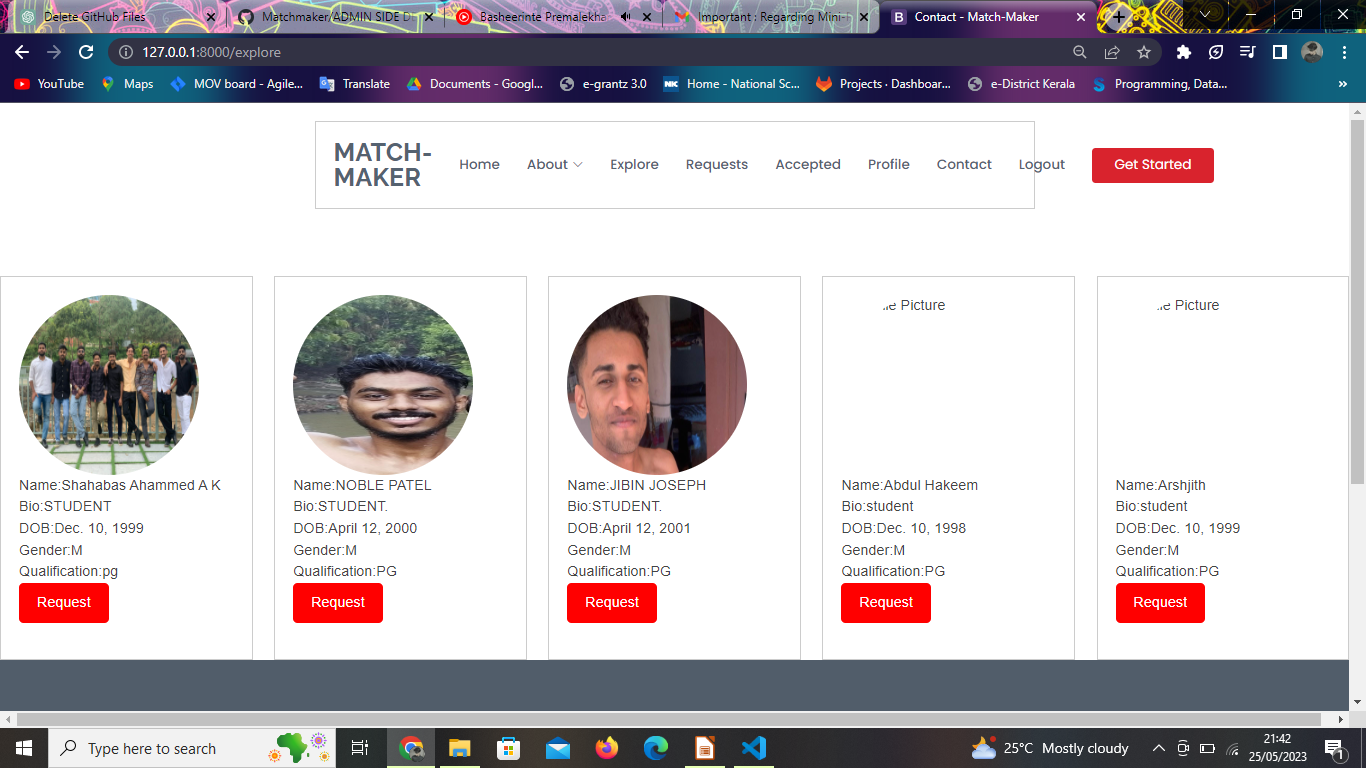 Delete GitHub Files
Matchmaker/ADMIN SIDE D
Basheerinte Premalekha
Important : Regarding Mini-
Contact - Match-Maker
127.0.0.1:8000/explore
YouTube
Maps
MOV board - Agile...
Translate
Documents - Googl...
e-grantz 3.0
Home - National Sc...
Projects · Dashboar...
e-District Kerala
Programming, Data...
»
MATCH-
MAKER
Home
About
Explore
Requests
Accepted
Profile
Contact
Logout
Get Started
Name:Shahabas Ahammed A K
Bio:STUDENT
DOB:Dec. 10, 1999
Gender:M
Qualification:pg
Request
Name:NOBLE PATEL
Bio:STUDENT.
DOB:April 12, 2000
Gender:M
Qualification:PG
Request
Name:JIBIN JOSEPH
Bio:STUDENT.
DOB:April 12, 2001
Gender:M
Qualification:PG
Request
Picture
Name:Abdul Hakeem
Bio:student
DOB:Dec. 10, 1998
Gender:M
Qualification:PG
Request
Picture
Name:Arshjith
Bio:student
DOB:Dec. 10, 1999
Gender:M
Qualification:PG
Request
Type here to search
25°C Mostly cloudy
21:42
25/05/2023
1